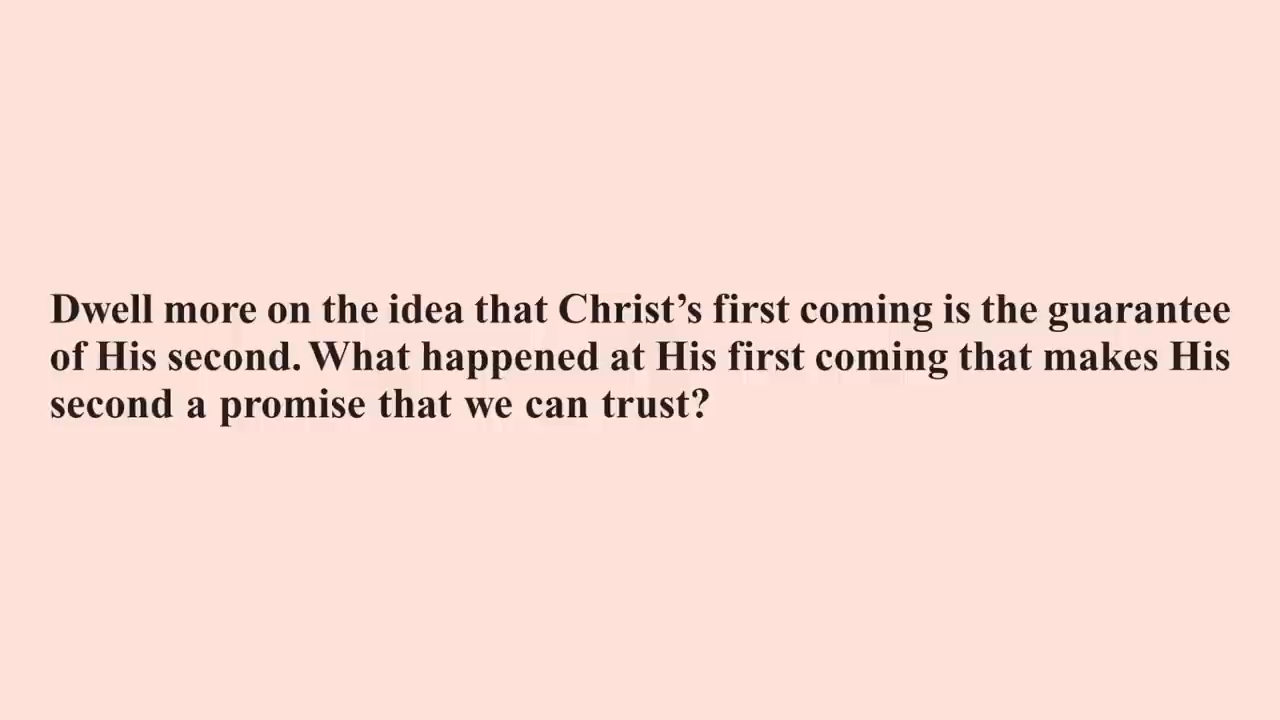 Dwell more on the idea that Christ’s first coming is the guarantee
of His second. What happened at His first coming that makes His
second a promise that we can trust?